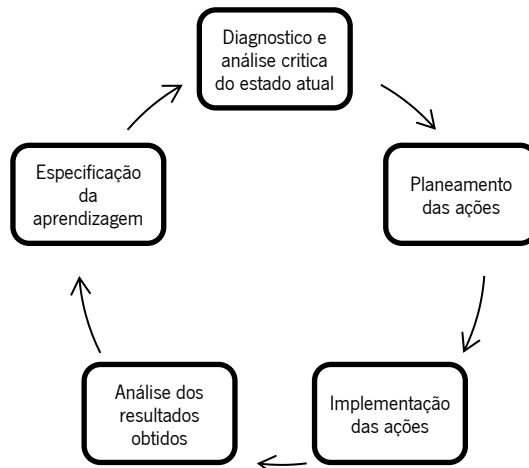 Diagnostico e
análise critica
do estado atual
Planeamento
das ações
Implementação
das ações
Análise dos
resultados
obtidos
Especificação
da
aprendizagem